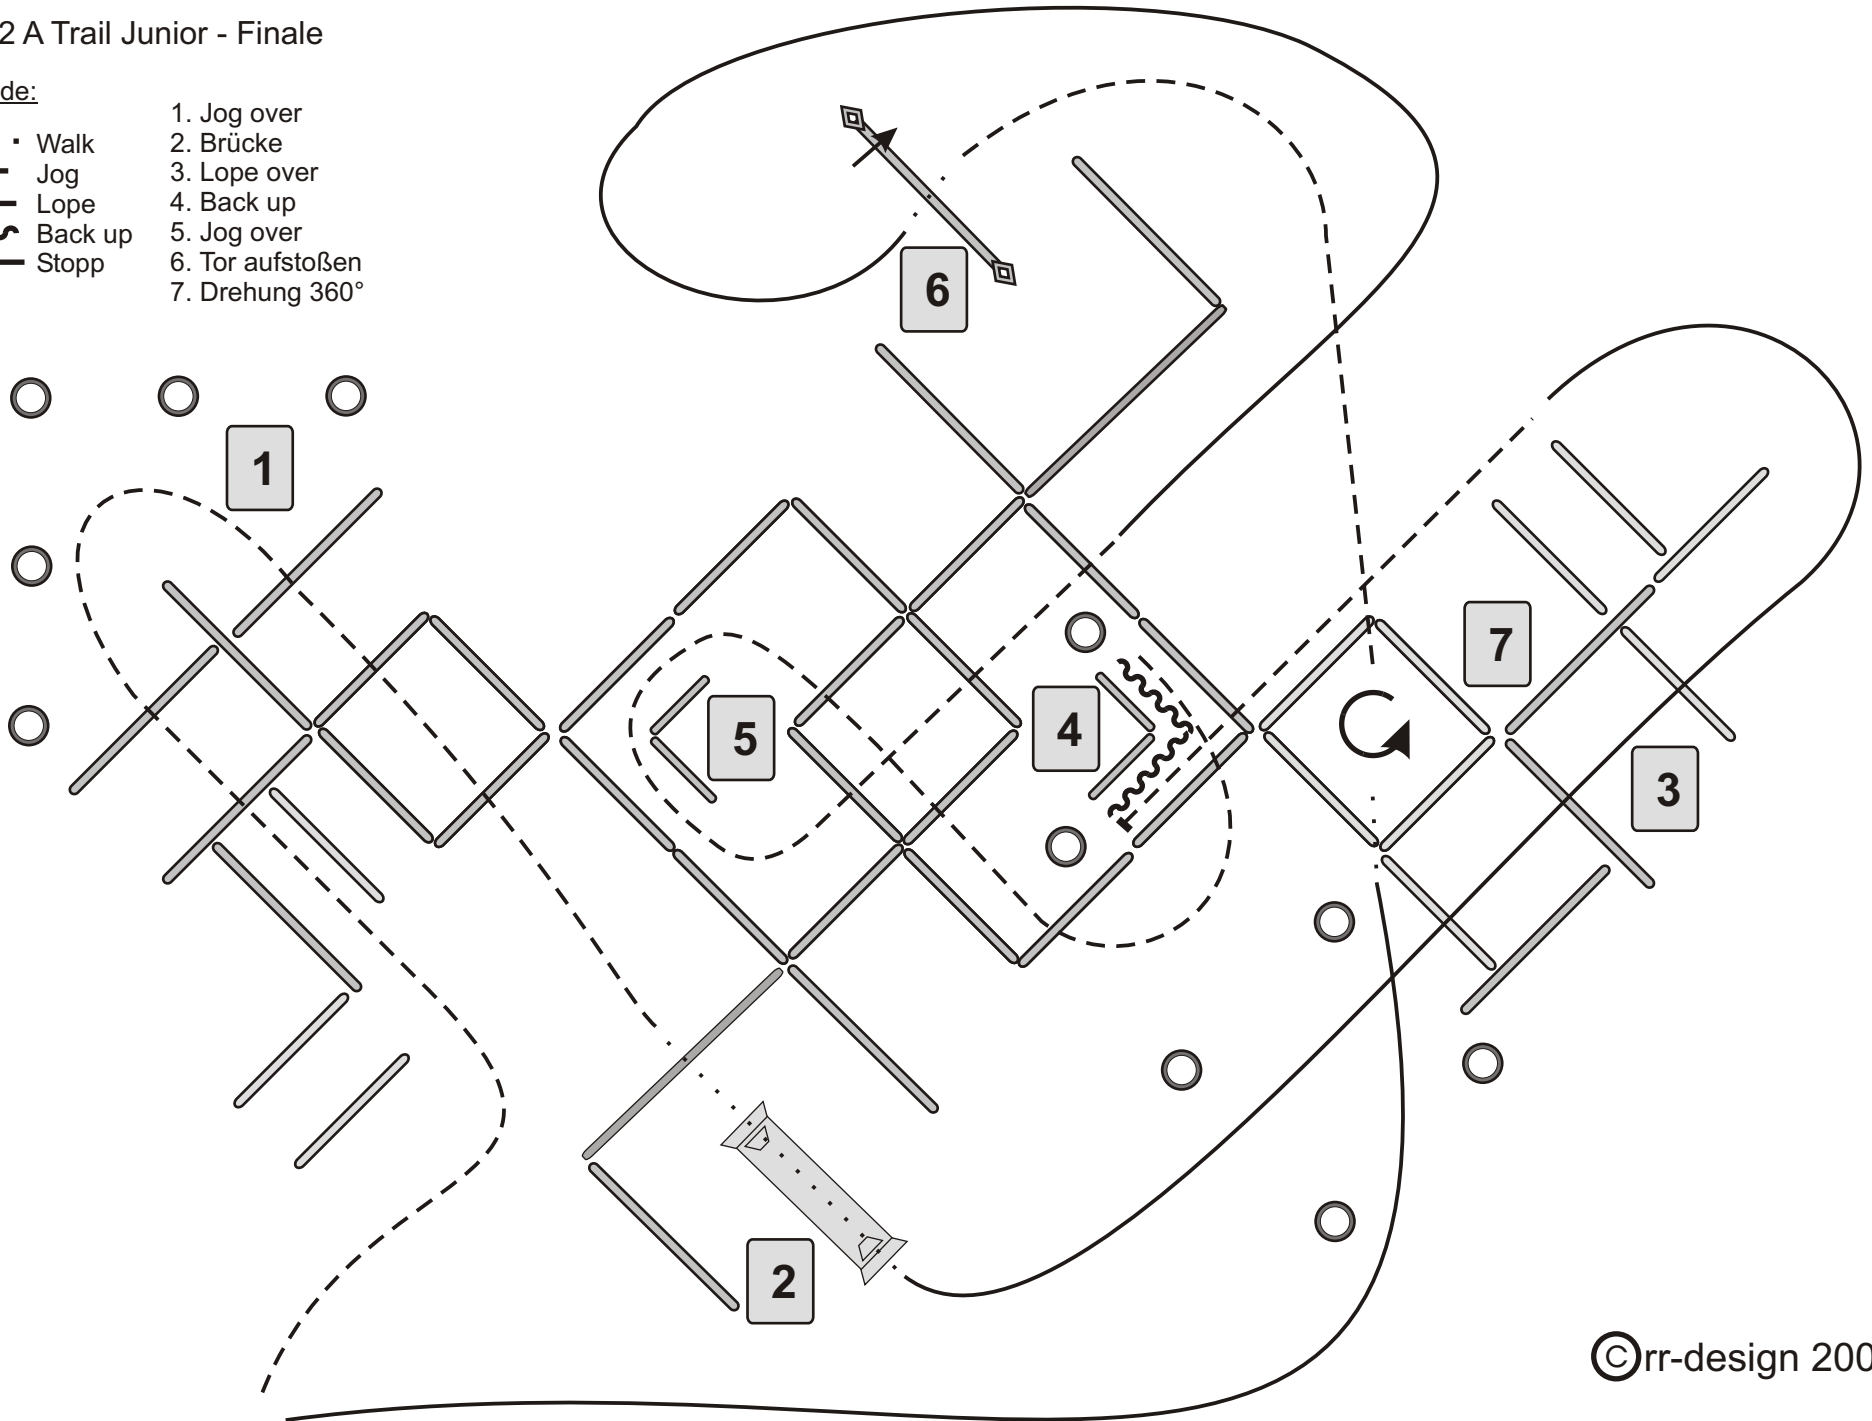 2 A Trail Junior - Finale
de:
Walk
Jog
Lope
Back up
Stopp
1. Jog over
2. Brücke
3. Lope over
4. Back up
5. Jog over
6. Tor aufstoßen
7. Drehung 360°
6
1
7
5
4
3
2
©rr-design 200